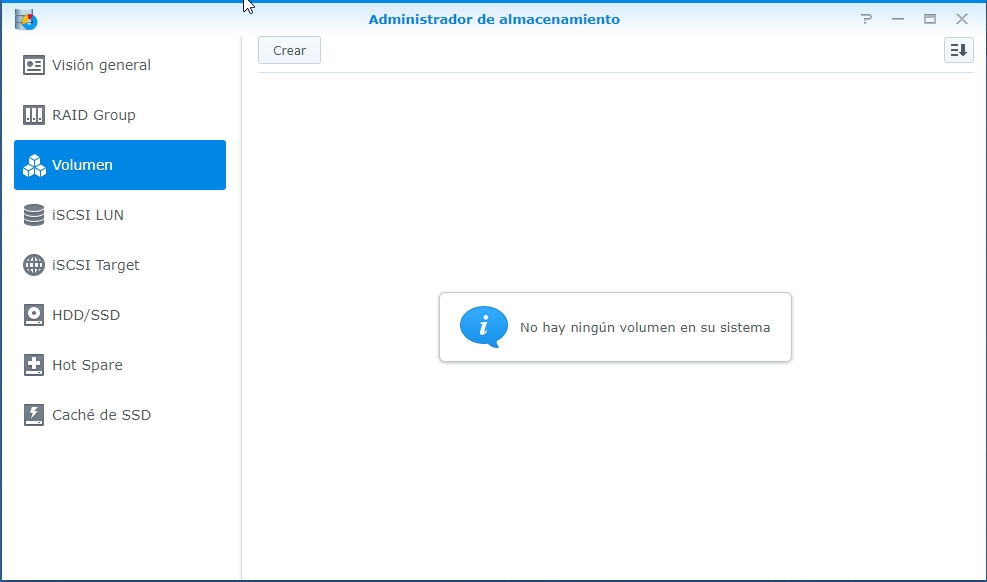 Administrador de almacenamiento
Visión general
RAID Group
Volumen
iSCSI LUN
iSCSI Target
HDD/SSD
Hot Spare
Caché de SSD
Crear
No hay ningún volumen en su sistema